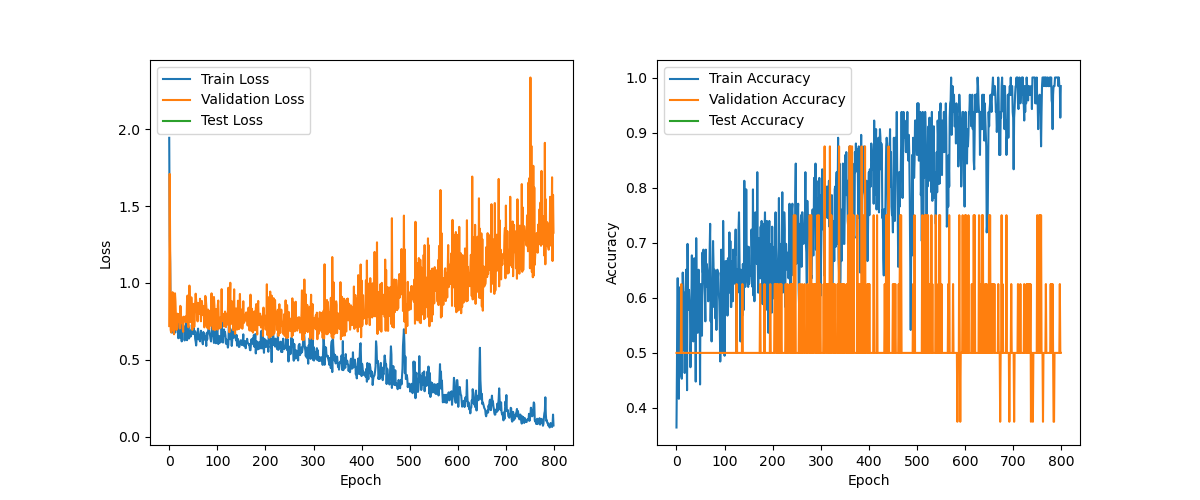 Train Loss
Validation Loss
Test Loss
2.0
1.5
1.0
0.5
0.0
Loss
0 100 200 300 400 500 600 700 800
Epoch
Train Accuracy
Validation Accuracy
Test Accuracy
1.0
0.9
0.8
0.7
0.6
0.5
0.4
Accuracy
0 100 200 300 400 500 600 700 800
Epoch